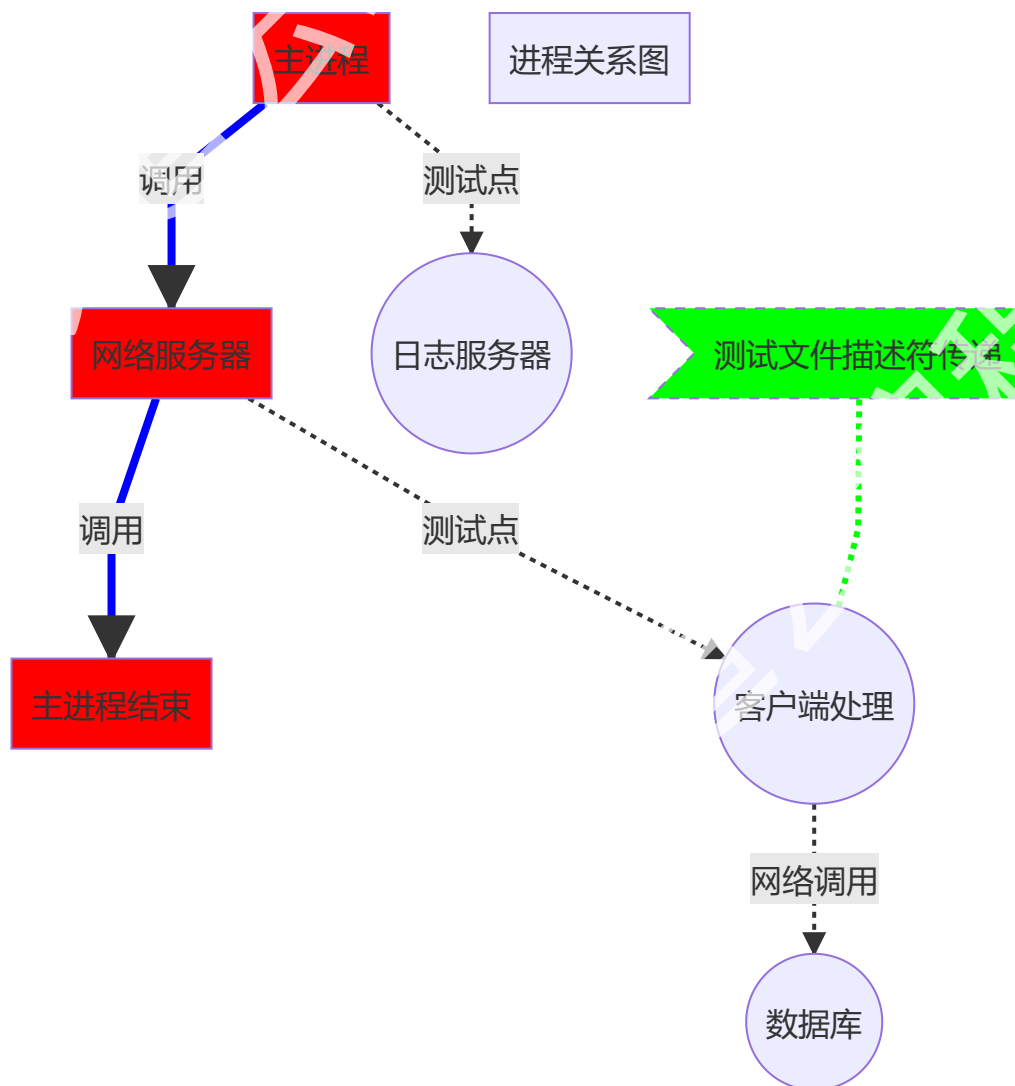 主进程
进程关系图
调用
测试点
网络服务器
日志服务器
测试文件描述符传递
调用
测试点
主进程结束
客户端处理
网络调用
数据库